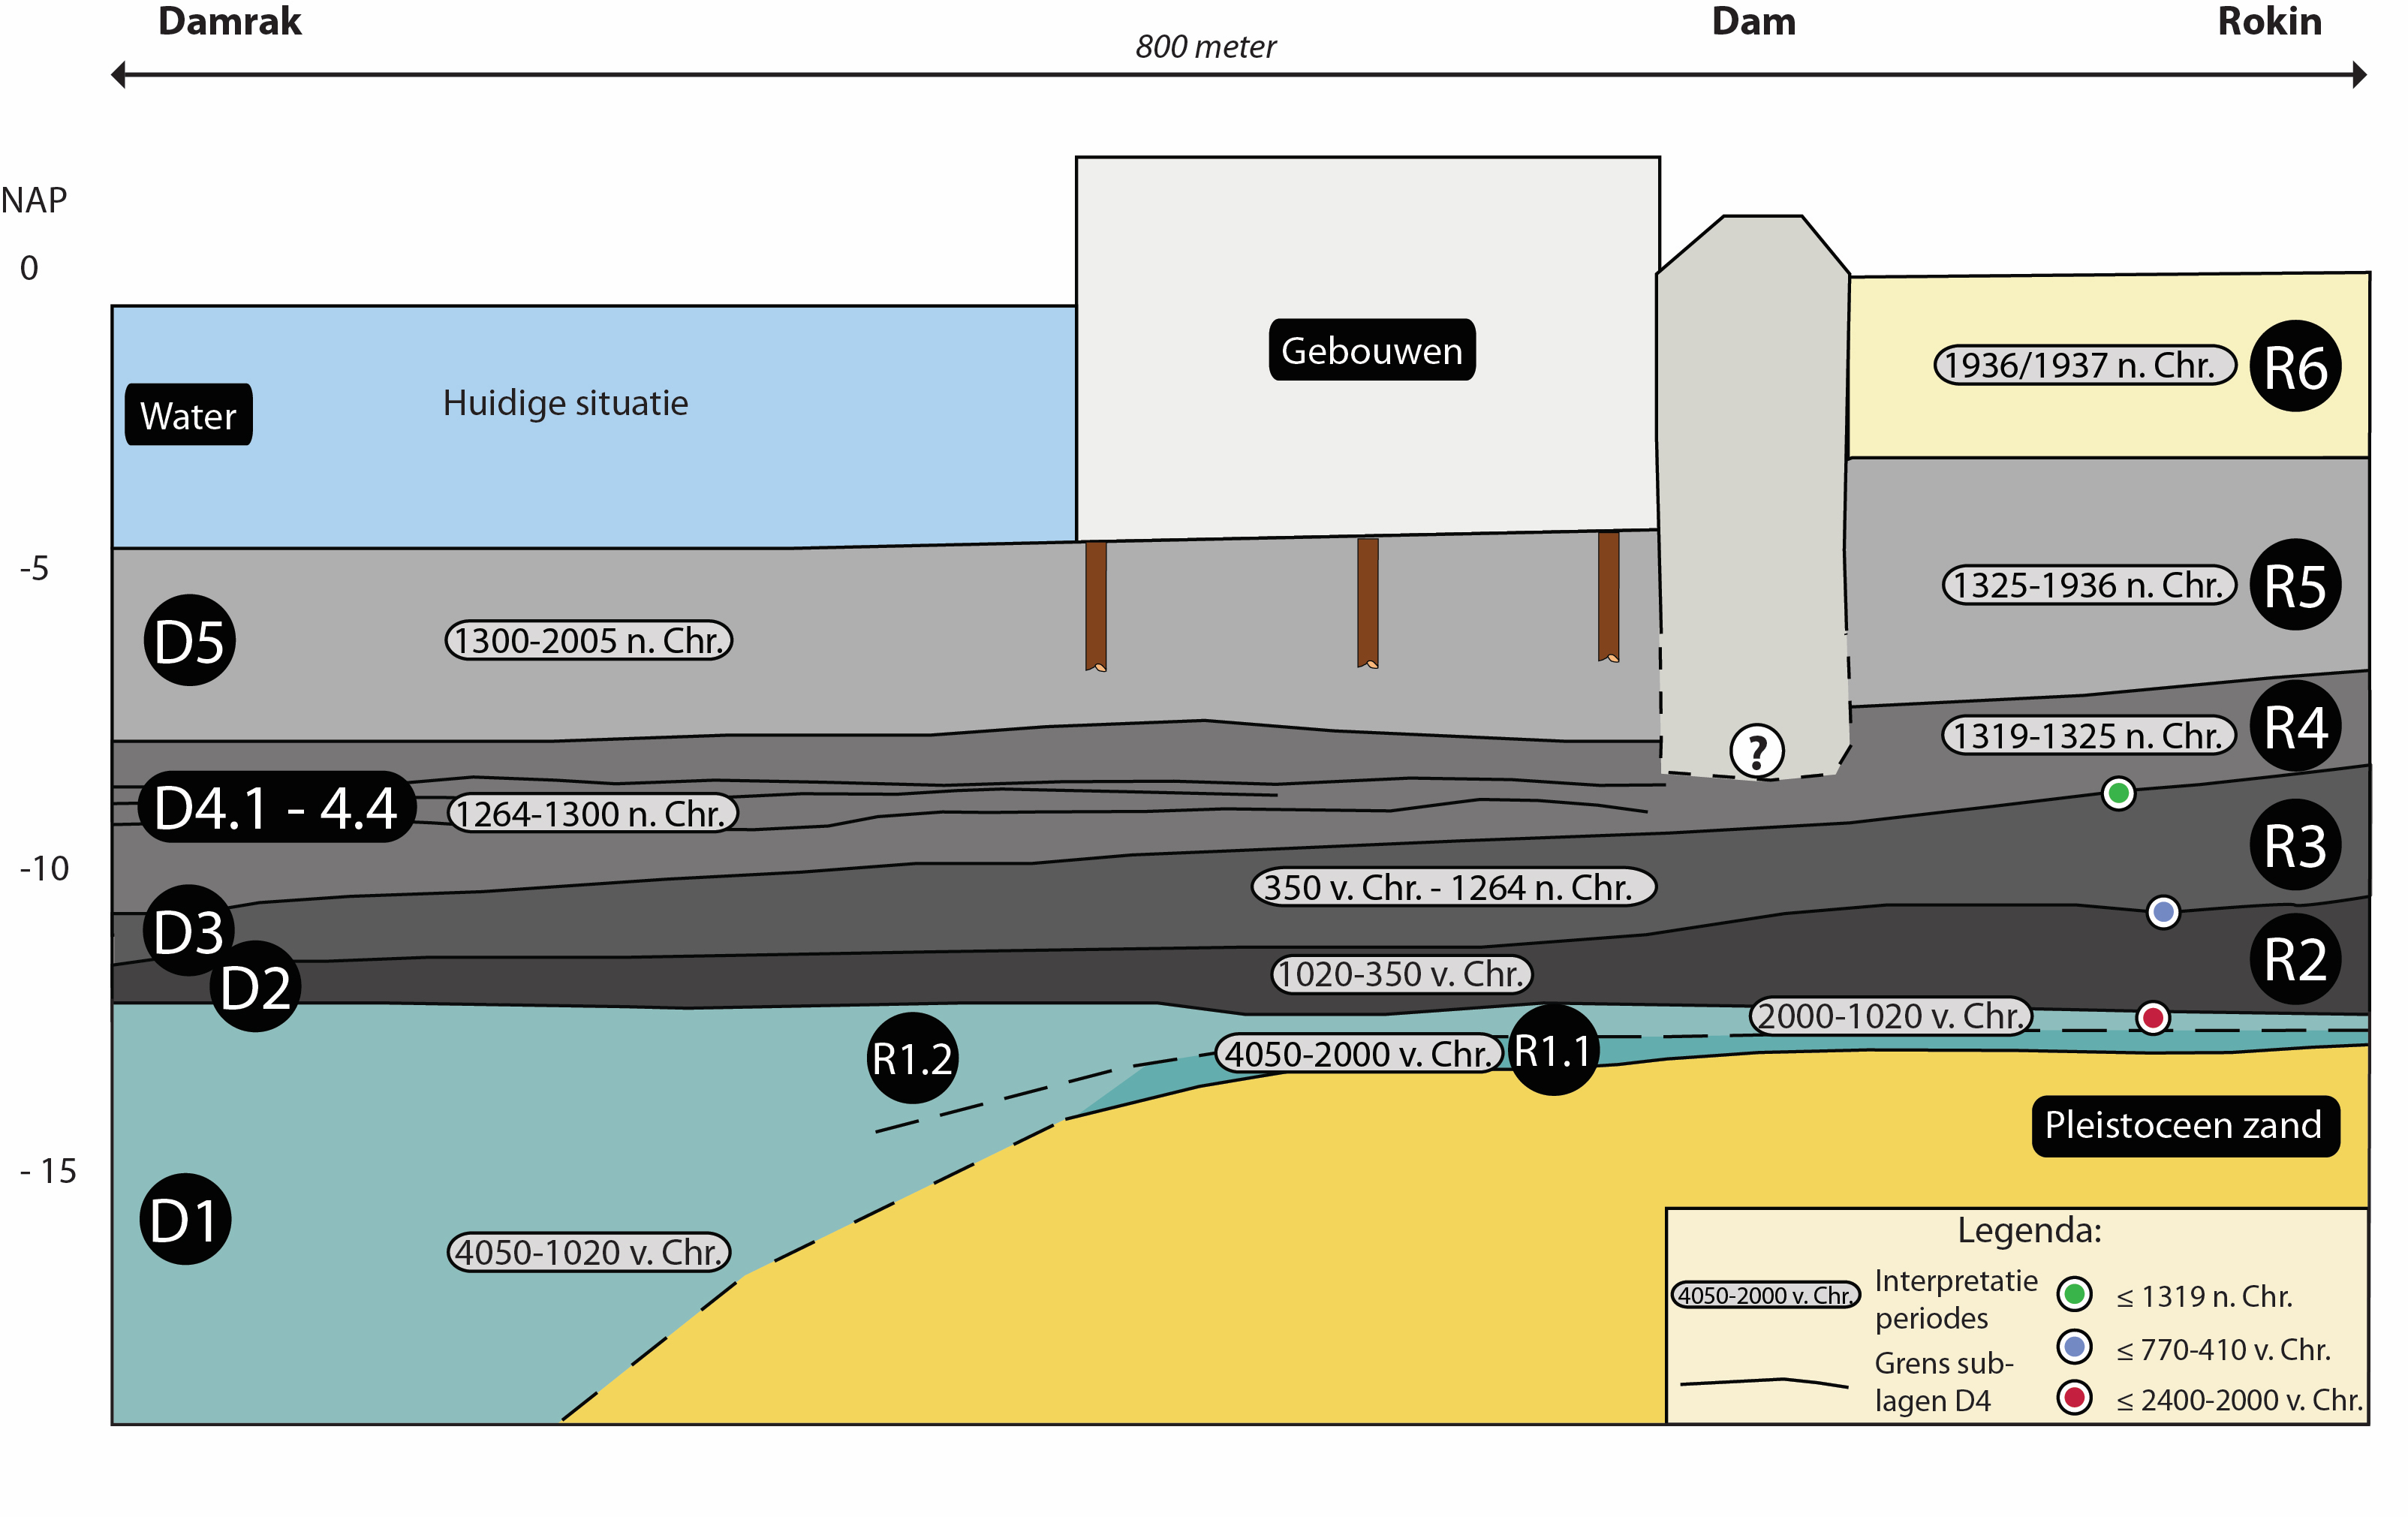 Damrak
Dam
Rokin
800 meter
NAP
0
-5
-10
- 15
Gebouwen
Water
Huidige situatie
1936/1937 n. Chr.
R6
D5
1300-2005 n. Chr.
1325-1936 n. Chr.
R5
?
1319-1325 n. Chr.
R4
D4.1 - 4.4
1264-1300 n. Chr.
R3
350 v. Chr. - 1264 n. Chr.
D3
D2
1020-350 v. Chr.
R2
2000-1020 v. Chr.
R1.2
4050-2000 v. Chr.
R1.1
Pleistoceen zand
D1
4050-1020 v. Chr.
Legenda:
4050-2000 v. Chr.
Interpretatie
periodes
Grens sub-
lagen D4
≤ 1319 n. Chr.
≤ 770-410 v. Chr.
≤ 2400-2000 v. Chr.